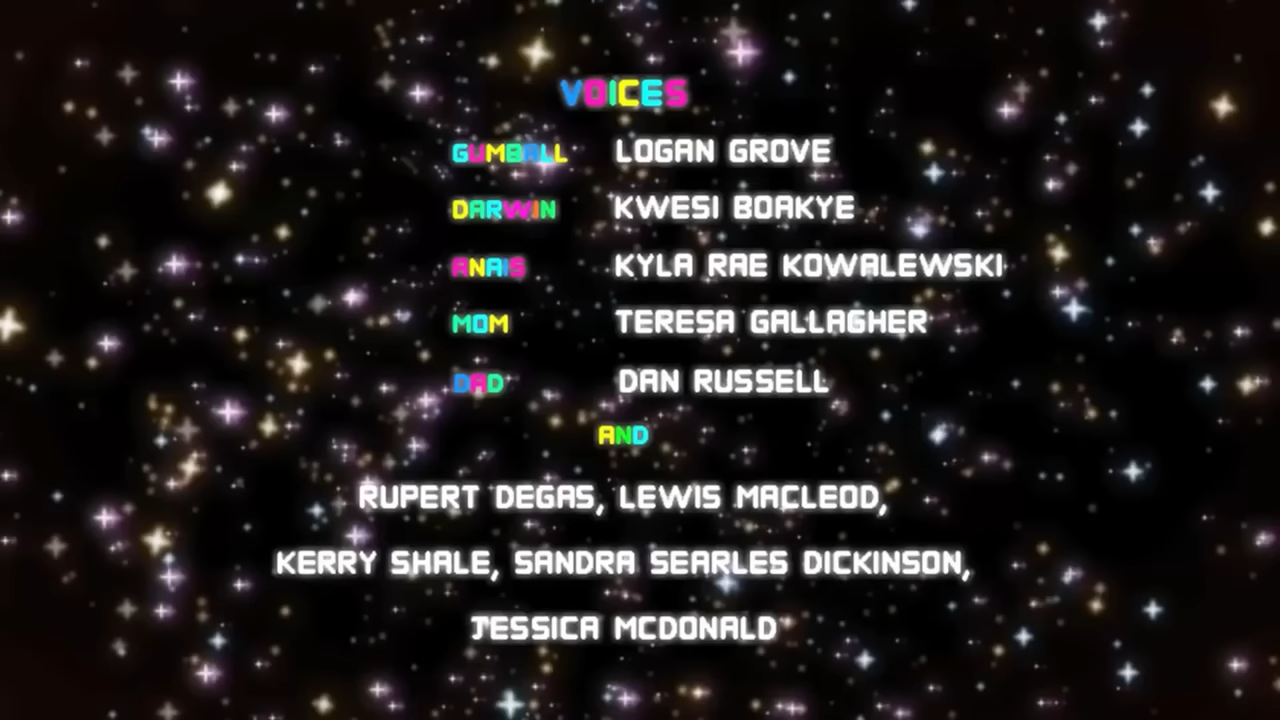 VOICES
GUMBALL LOGAN GROVE
DARWIN KWESI BOAKYE
ANAIS KYLA RAE KOWALEWSKI
MOM TERESA GALLAGHER
DAD DAN RUSSELL
AND
RUPERT DEGAS, LEWIS MACLEOD,
KERRY SHALE, SANDRA SEARLES DICKINSON,
JESSICA MCDONALD